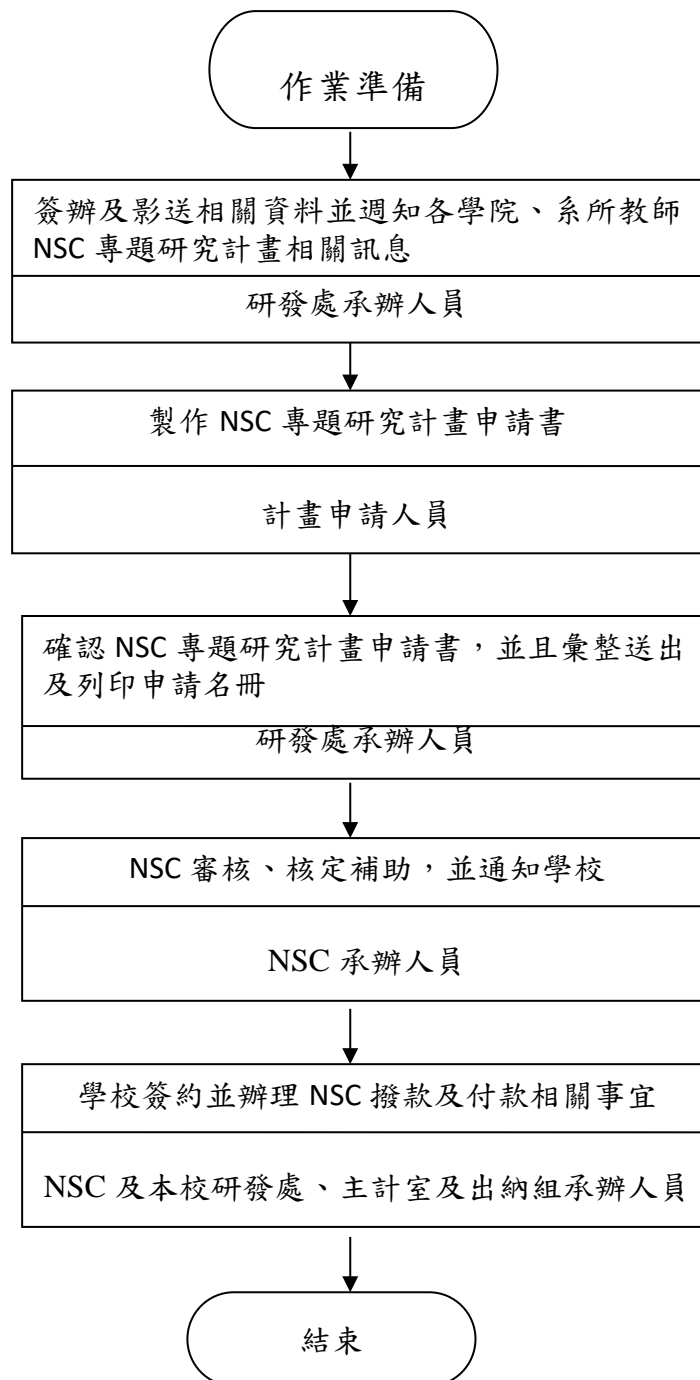 作業準備
簽辦及影送相關資料並週知各學院、系所教師
NSC 專題研究計畫相關訊息
研發處承辦人員
製作 NSC 專題研究計畫申請書
計畫申請人員
確認 NSC 專題研究計畫申請書，並且彙整送出
及列印申請名冊
研發處承辦人員
NSC 審核、核定補助，並通知學校
NSC 承辦人員
學校簽約並辦理 NSC 撥款及付款相關事宜
NSC 及本校研發處、主計室及出納組承辦人員
結束